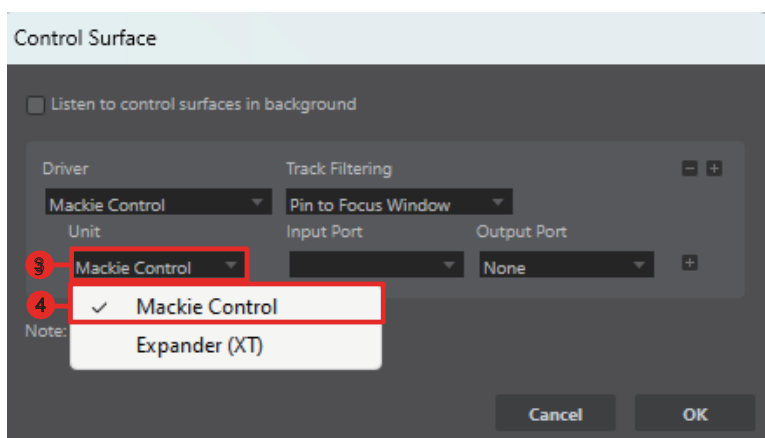 Control Surface
Listen to control surfaces in background
Driver Track Filtering
Mackie Control Pin to Focus Window
Unit Input Port Output Port
3 Mackie Control None
4 Mackie Control
Note:
Expander (XT)
Cancel OK